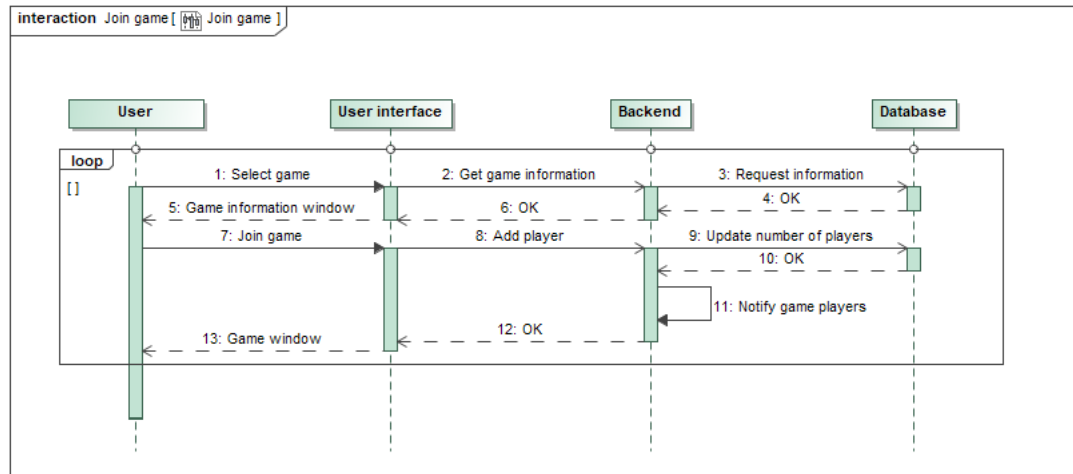 interaction Join game [ Join game ]
User
User interface
Backend
Database
loop
[ ]
1: Select game
2: Get game information
3: Request information
4: OK
5: Game information window
6: OK
7: Join game
8: Add player
9: Update number of players
10: OK
11: Notify game players
12: OK
13: Game window